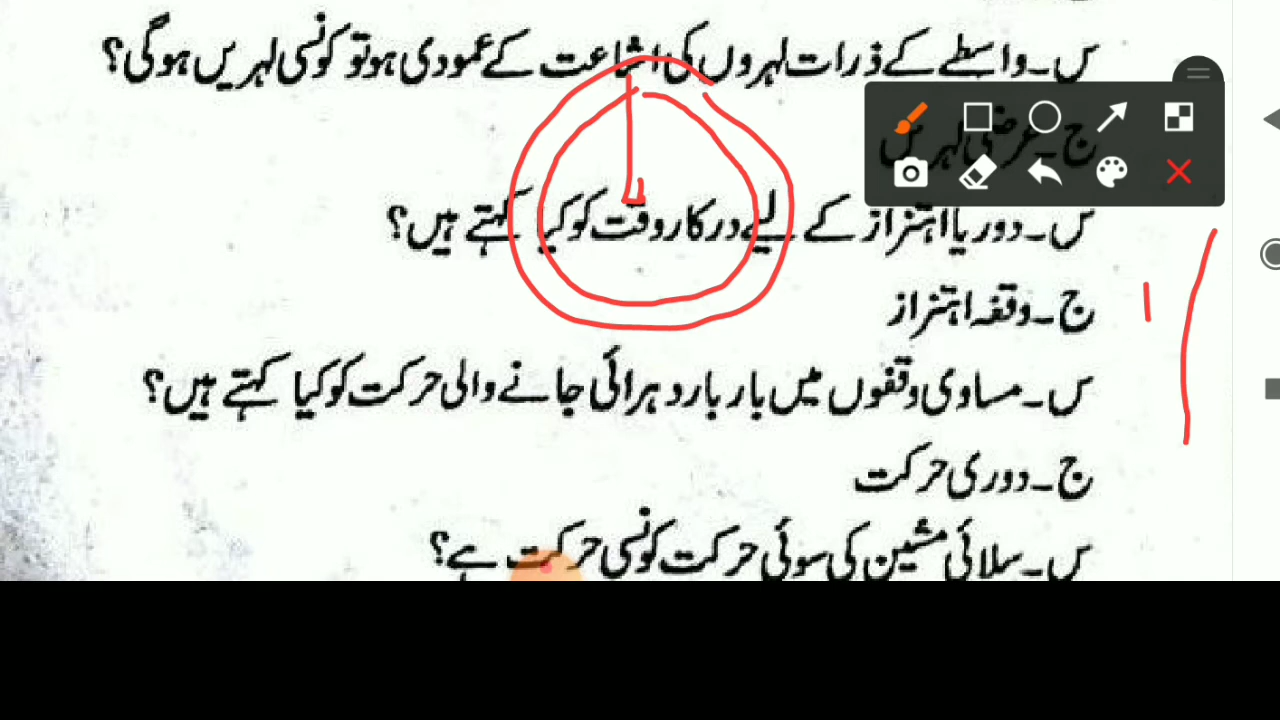 س۔واسطے کے ذرات لہروں کی اشاعت کے عمودی ہو تو کونسی لہریں ہوگی؟
ج۔عرضی لہریں
س۔دور یا اہتزاز کے لیے درکار وقت کو کیا کہتے ہیں؟
ج۔وقفہ اہتزاز
س۔مساوی وقفوں میں بار بار دہرائی جانے والی حرکت کو کیا کہتے ہیں؟
ج۔دوری حرکت
س۔سلائی مشین کی سوئی حرکت کونسی حرکت ہے؟